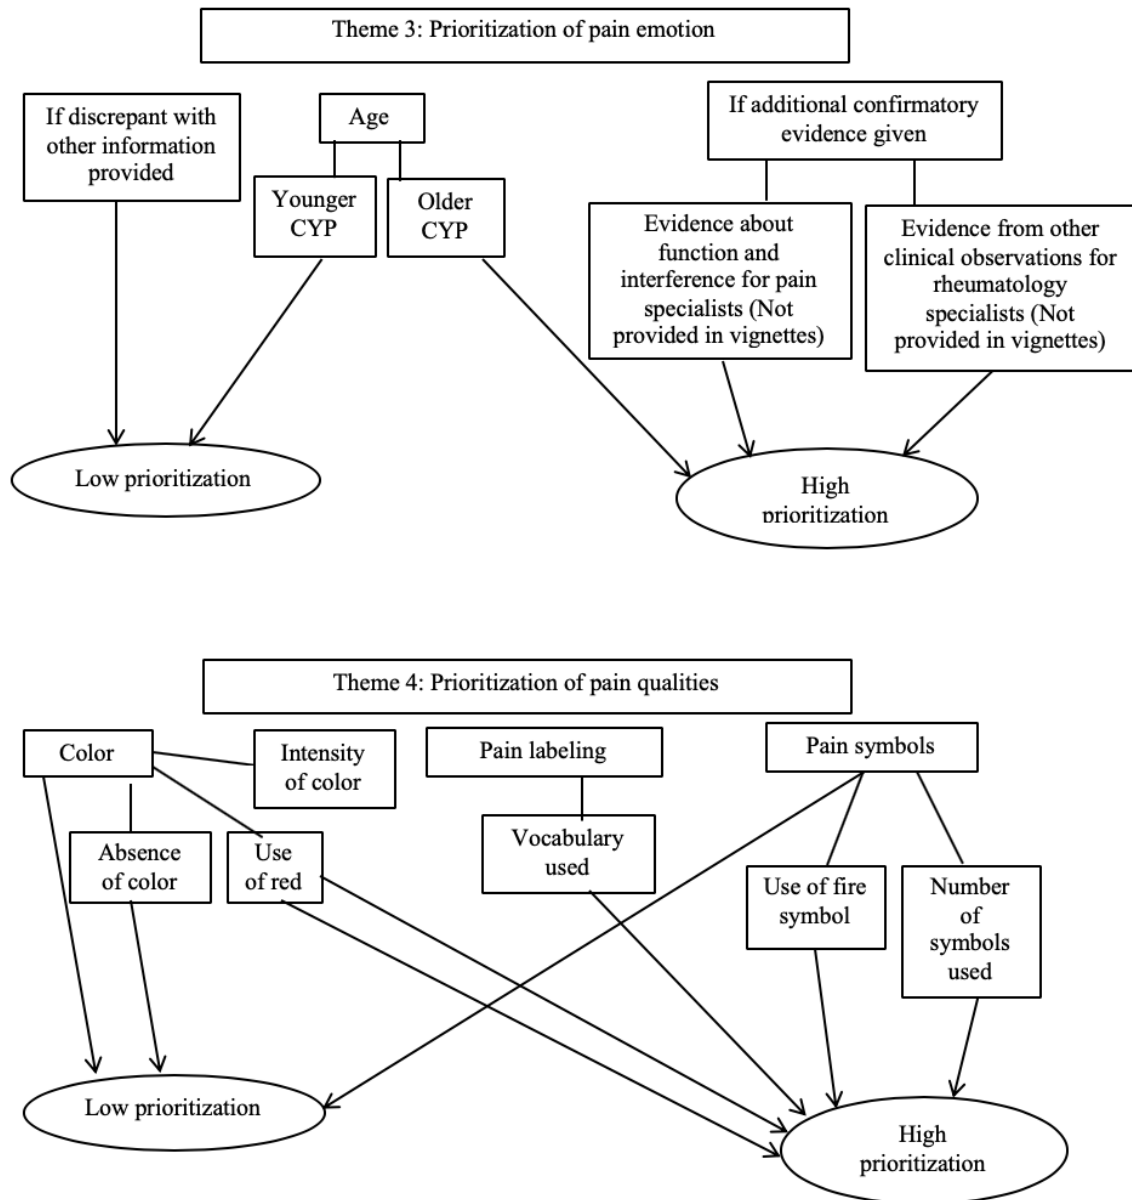 Theme 3: Prioritization of pain emotion
If discrepant with
other information
provided
Age
If additional confirmatory
evidence given
Younger
CYP
Older
CYP
Evidence about
function and
interference for pain
specialists (Not
provided in vignettes)
Evidence from other
clinical observations for
rheumatology
specialists (Not
provided in vignettes)
Low prioritization
High
prioritization
Theme 4: Prioritization of pain qualities
Color
Intensity
of color
Pain labeling
Pain symbols
Absence
of color
Use
of red
Vocabulary
used
Use of fire
symbol
Number
of
symbols
used
Low prioritization
High
prioritization